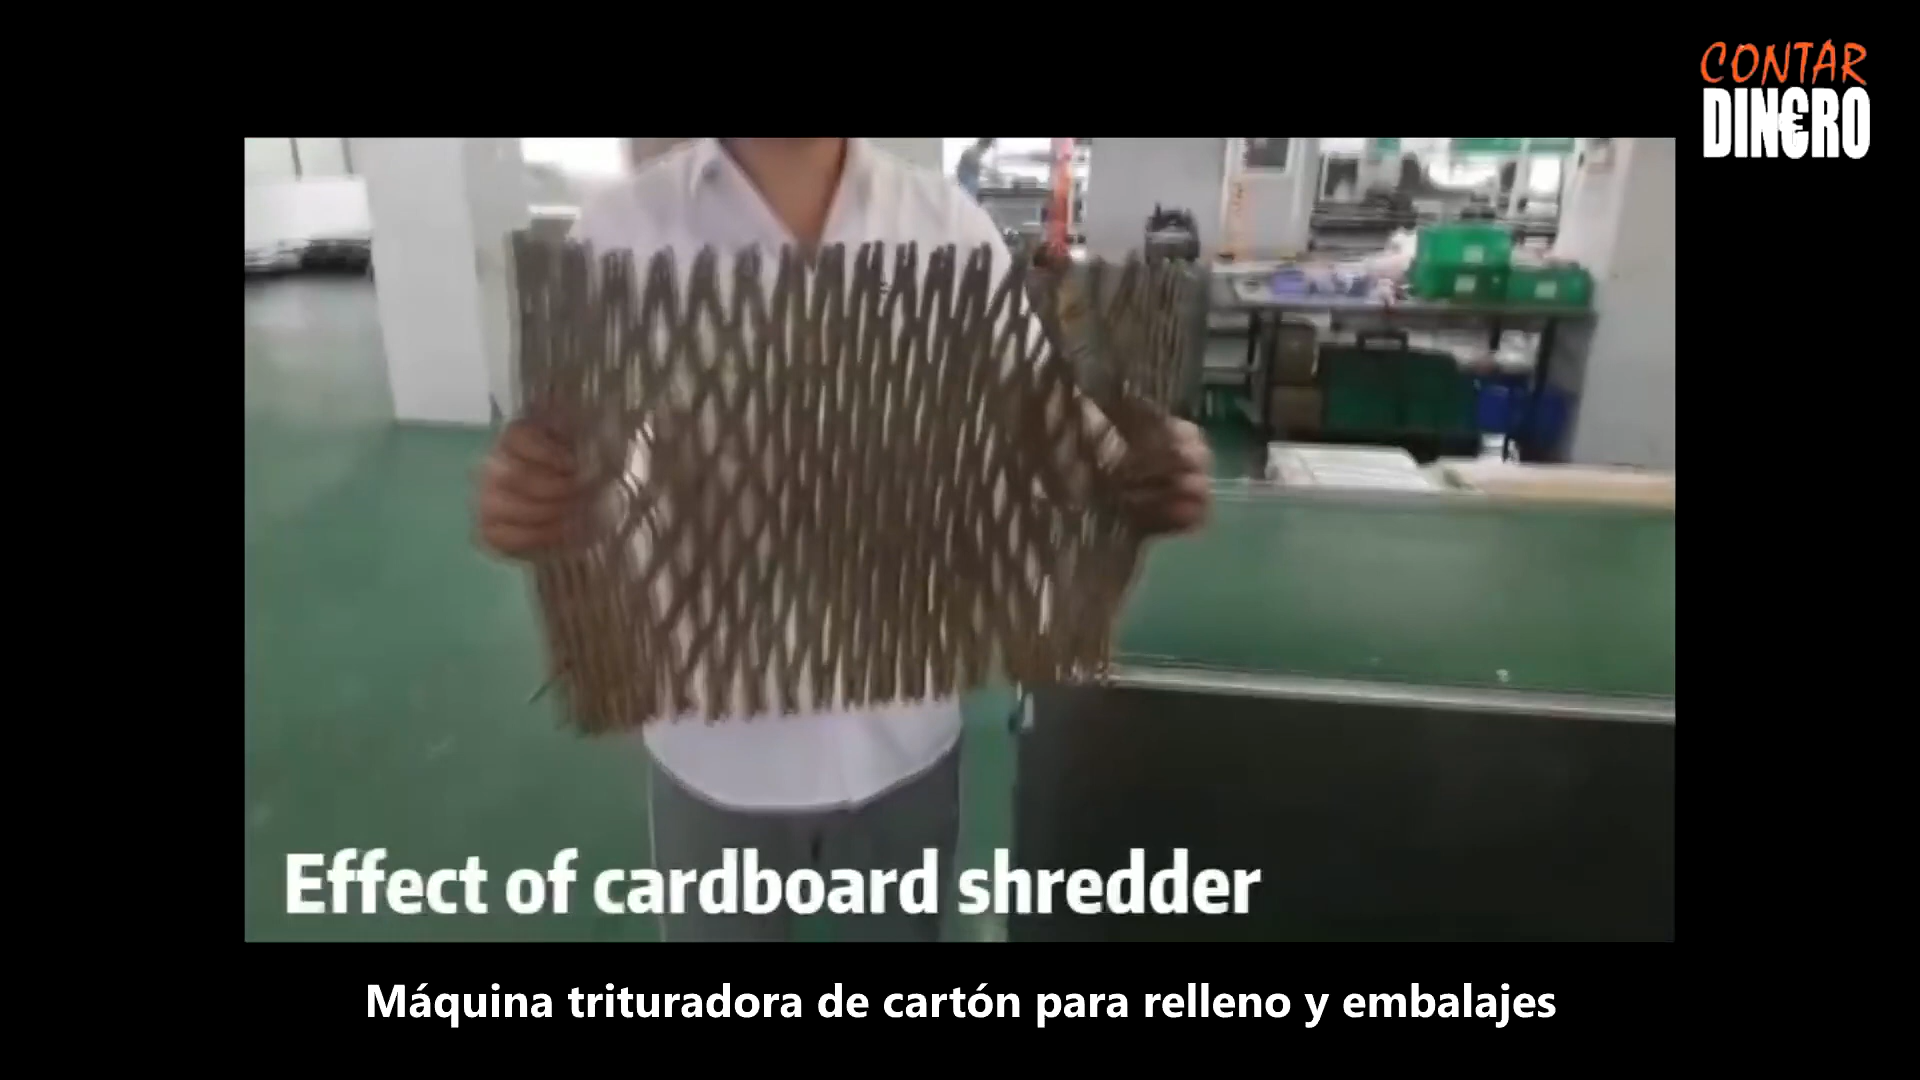 CONTAR
DIN€RO
Effect of cardboard shredder
Máquina trituradora de cartón para relleno y embalajes